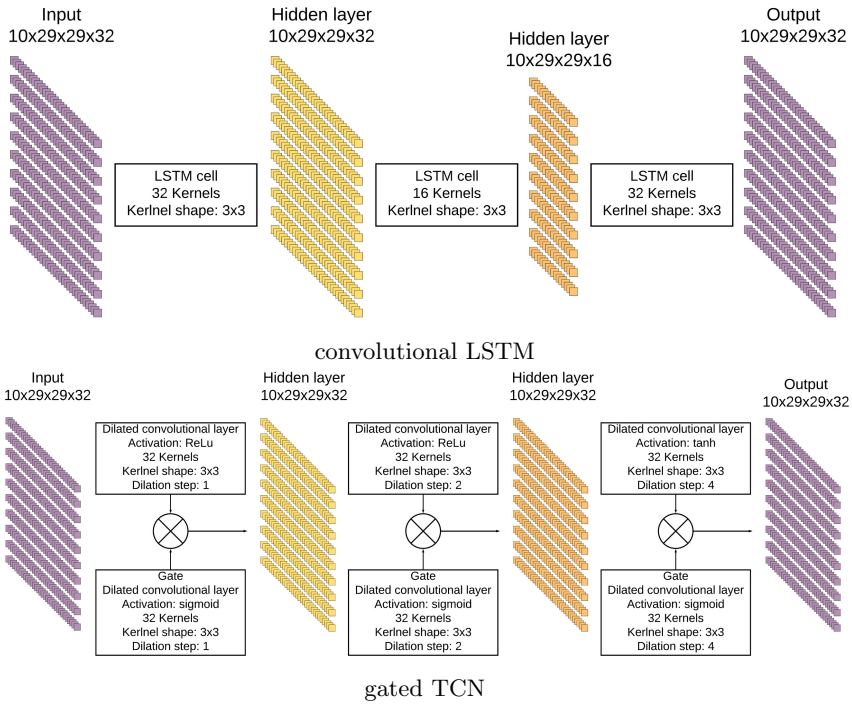 Input
10x29x29x32
Hidden layer
10x29x29x32
Hidden layer
10x29x29x16
Output
10x29x29x32
LSTM cell
32 Kernels
Kerlnel shape: 3x3
LSTM cell
16 Kernels
Kerlnel shape: 3x3
LSTM cell
32 Kernels
Kerlnel shape: 3x3
convolutional LSTM
Input
10x29x29x32
Hidden layer
10x29x29x32
Hidden layer
10x29x29x32
Output
10x29x29x32
Dilated convolutional layer
Activation: ReLu
32 Kernels
Kerlnel shape: 3x3
Dilation step: 1
Dilated convolutional layer
Activation: ReLu
32 Kernels
Kerlnel shape: 3x3
Dilation step: 2
Dilated convolutional layer
Activation: tanh
32 Kernels
Kerlnel shape: 3x3
Dilation step: 4
Gate
Dilated convolutional layer
Activation: sigmoid
32 Kernels
Kerlnel shape: 3x3
Dilation step: 1
Gate
Dilated convolutional layer
Activation: sigmoid
32 Kernels
Kerlnel shape: 3x3
Dilation step: 2
Gate
Dilated convolutional layer
Activation: sigmoid
32 Kernels
Kerlnel shape: 3x3
Dilation step: 4
gated TCN